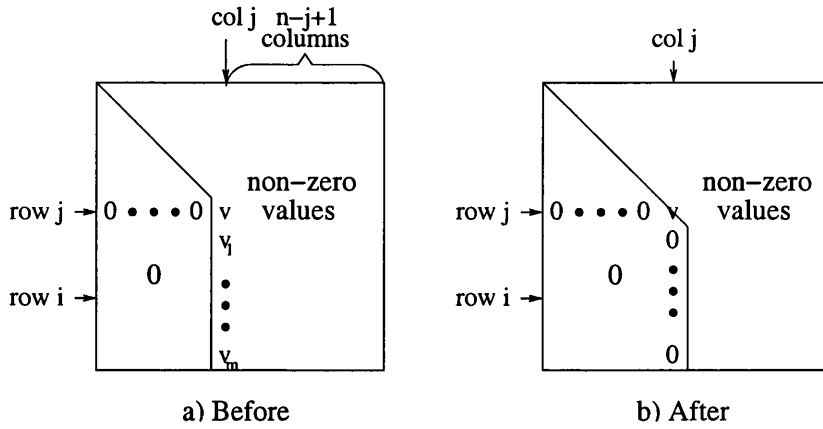 col j n−j+1
columns
non−zero
values
row j 0 • • • 0 v
v1
0
row i
vm
a) Before
col j
non−zero
values
row j 0 • • • 0 v
0
0
row i
0
b) After